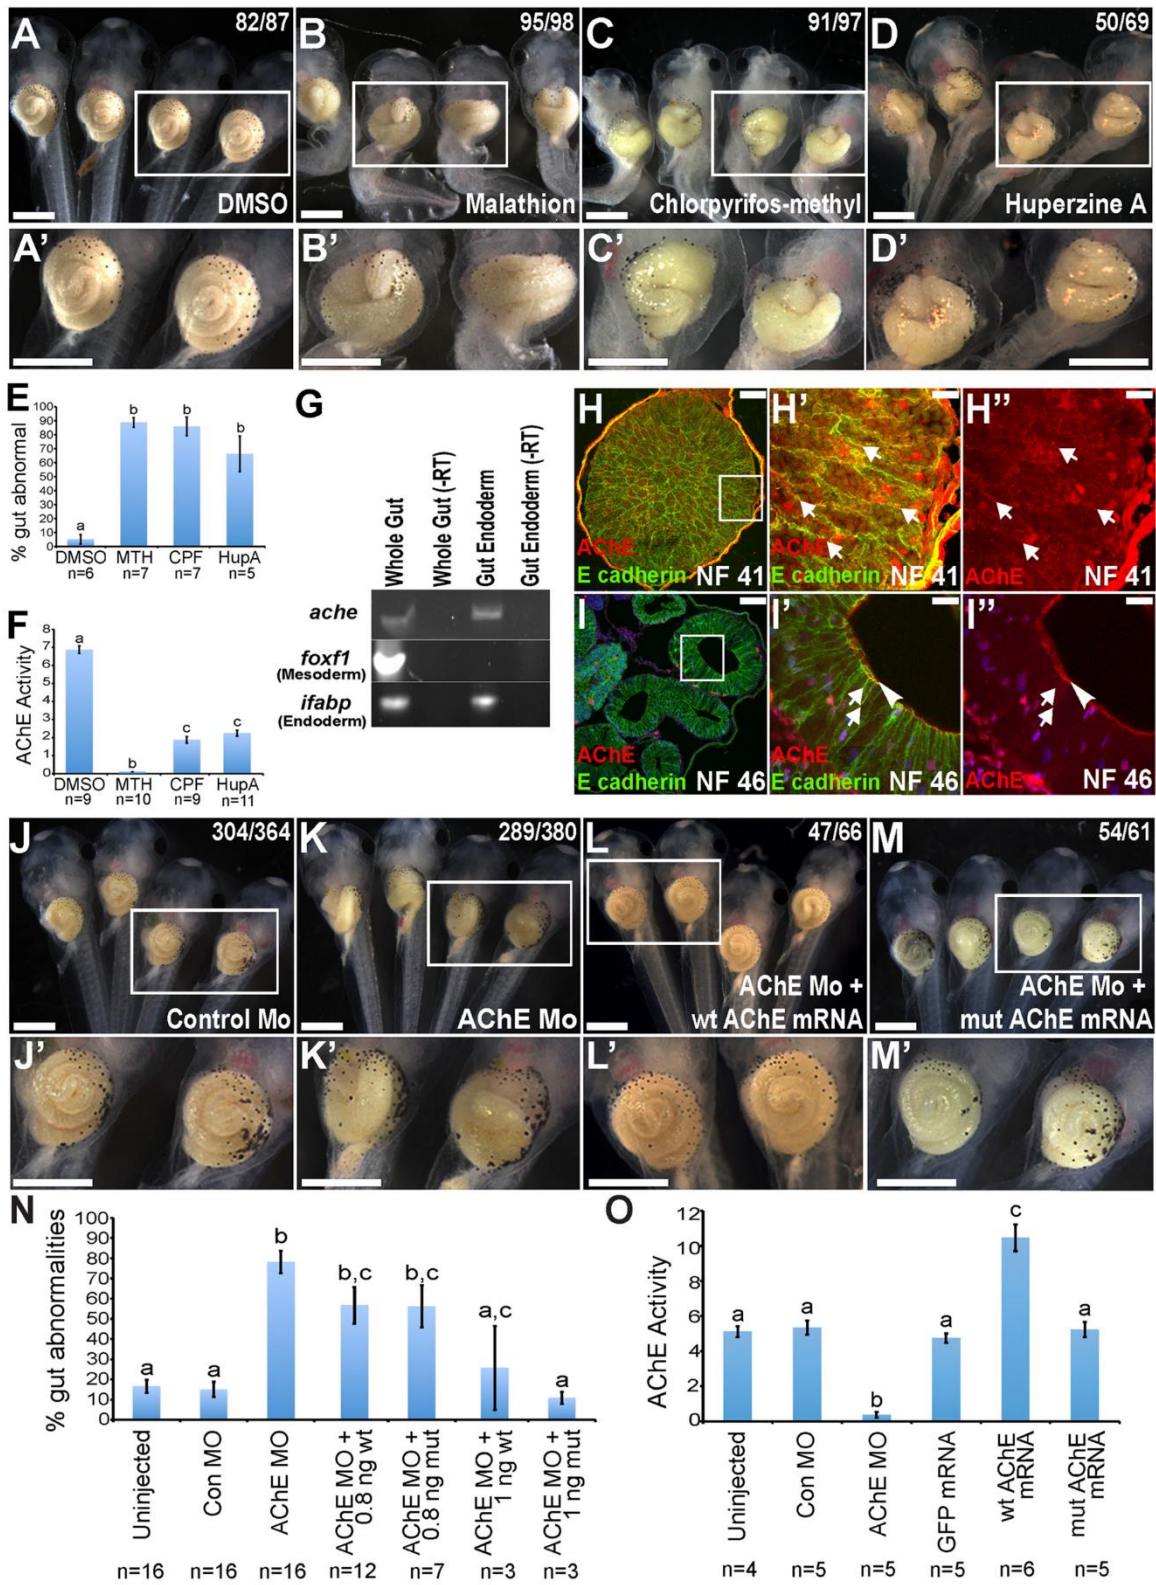 A 82/87 B 95/98 C 91/97 D 50/69
DMSO Malathion Chlorpyrifos-methyl Huperzine A
A' B' C' D'
E
% gut abnormal
100
90
80
70
60
50
40
30
20
10
0
a b b b
DMSO MTH CPF HupA
n=6 n=7 n=7 n=5
F
AChE Activity
8
7
6
5
4
3
2
1
0
a b c c
DMSO MTH CPF HupA
n=9 n=10 n=9 n=11
G
Whole Gut
Whole Gut (-RT)
Gut Endoderm
Gut Endoderm (-RT)
ache
foxf1
(Mesoderm)
ifabp
(Endoderm)
H H' H"
AChE AChE
E cadherin NF 41 E cadherin NF 41 AChE NF 41
I I' I"
AChE AChE
E cadherin NF 46 E cadherin NF 46 AChE NF 46
J 304/364 K 289/380 L 47/66 M 54/61
Control Mo AChE Mo
AChE Mo +
wt AChE mRNA
AChE Mo +
mut AChE mRNA
J' K' L' M'
N
% gut abnormalities
100
90
80
70
60
50
40
30
20
10
0
a a b b,c b,c a,c a
Uninjected
Con MO
AChE MO
AChE MO +
0.8 ng wt
AChE MO +
0.8 ng mut
AChE MO +
1 ng wt
AChE MO +
1 ng mut
n=16 n=16 n=16 n=12 n=7 n=3 n=3
O
AChE Activity
12
10
8
6
4
2
0
a a b a c a
Uninjected
Con MO
AChE MO
GFP mRNA
wt AChE
mRNA
mut AChE
mRNA
n=4 n=5 n=5 n=5 n=6 n=5